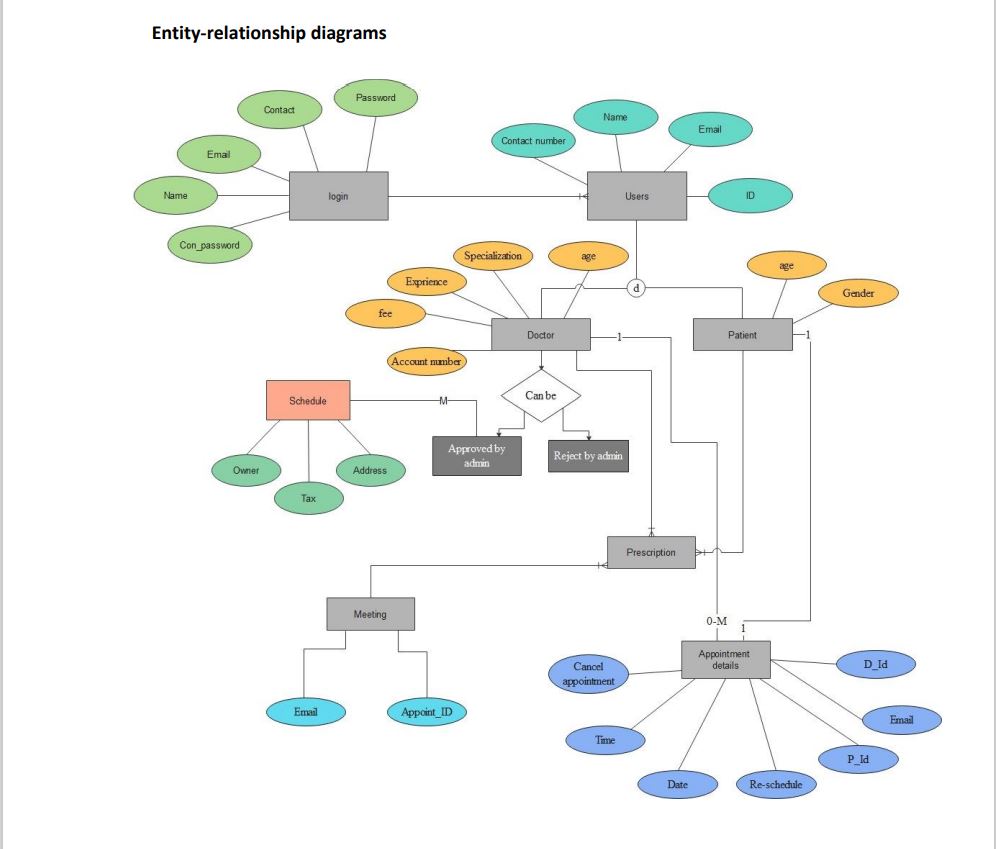 Entity-relationship diagrams
Password
Contact
Name
Email
Contact number
Email
Name
login
Users
ID
Con_password
Specialization
age
age
Exprience
d
Gender
fee
Doctor
1
Patient
1
Account number
Can be
Schedule
M
Approved by
admin
Reject by admin
Owner
Address
Tax
Prescription
Meeting
0-M
1
Appointment
details
Cancel
appointment
D_Id
Email
Appoint_ID
Email
Time
P_Id
Date
Re-schedule